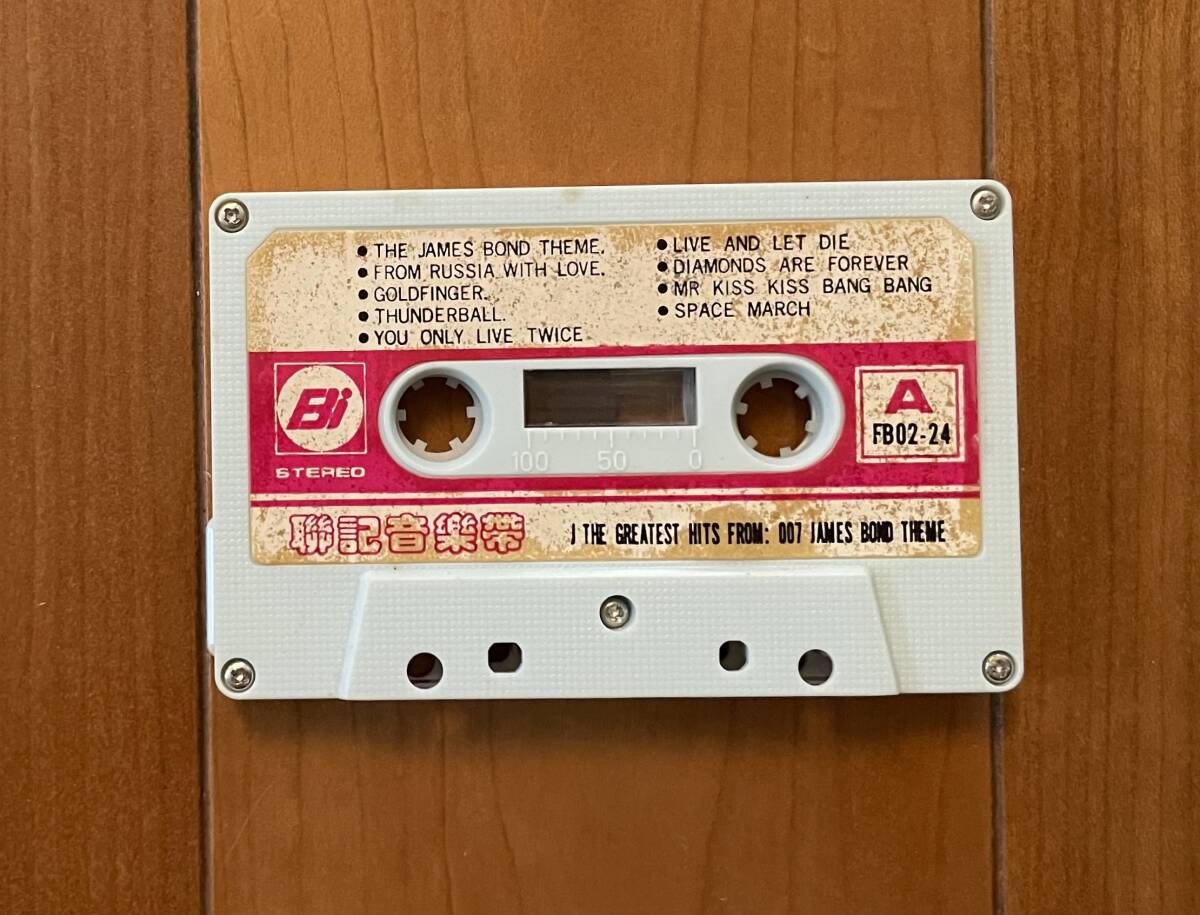 ● THE JAMES BOND THEME.
● FROM RUSSIA WITH LOVE.
● GOLDFINGER.
● THUNDERBALL.
● YOU ONLY LIVE TWICE
● LIVE AND LET DIE
● DIAMONDS ARE FOREVER
● MR KISS KISS BANG BANG
● SPACE MARCH
Bi
STEREO
100 50 0
A
FB02-24
聯記音樂帶
J THE GREATEST HITS FROM: 007 JAMES BOND THEME